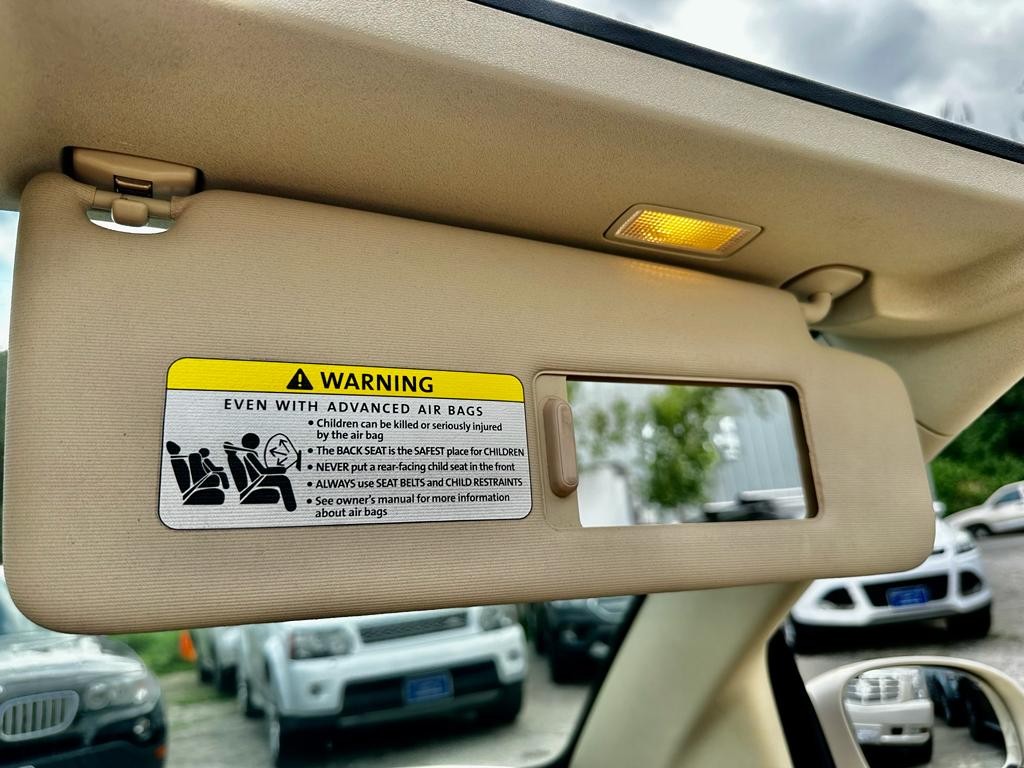 WARNING
EVEN WITH ADVANCED AIR BAGS
• Children can be killed or seriously injured
by the air bag
• The BACK SEAT is the SAFEST place for CHILDREN
• NEVER put a rear-facing child seat in the front
• ALWAYS use SEAT BELTS and CHILD RESTRAINTS
• See owner's manual for more information
about air bags